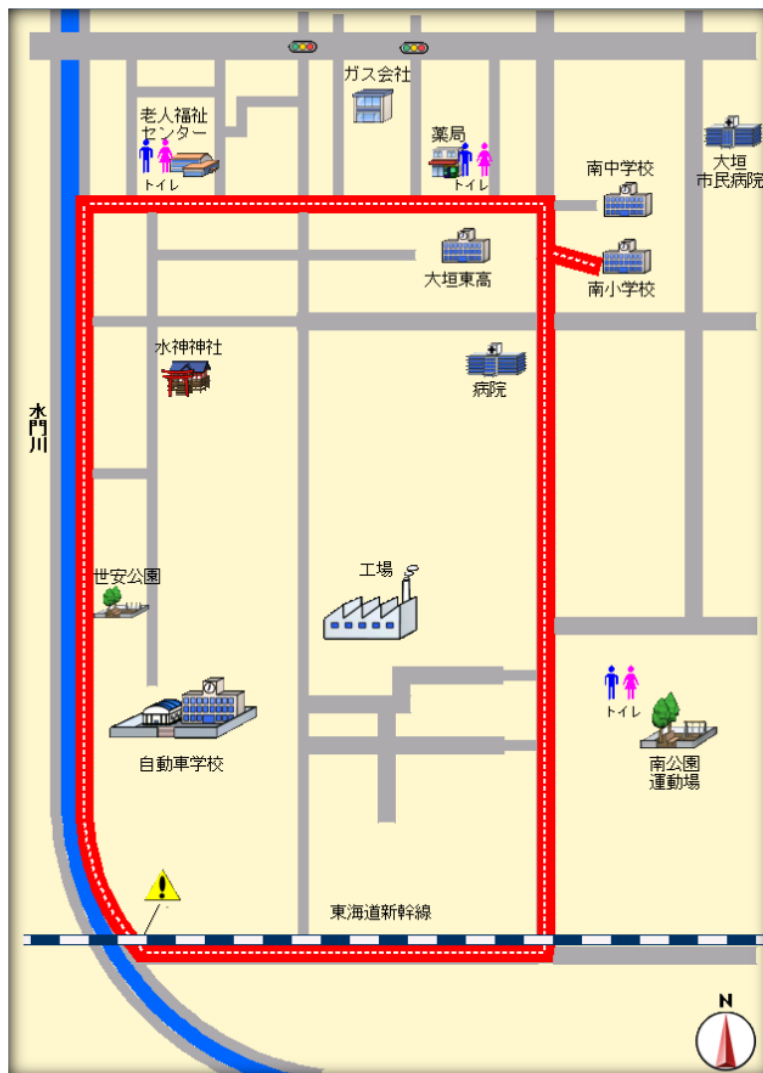 ガス会社
老人福祉
センター
トイレ
薬局
トイレ
大垣
市民病院
南中学校
大垣東高
南小学校
水神神社
病院
水門川
世安公園
工場
トイレ
自動車学校
南公園
運動場
東海道新幹線
N